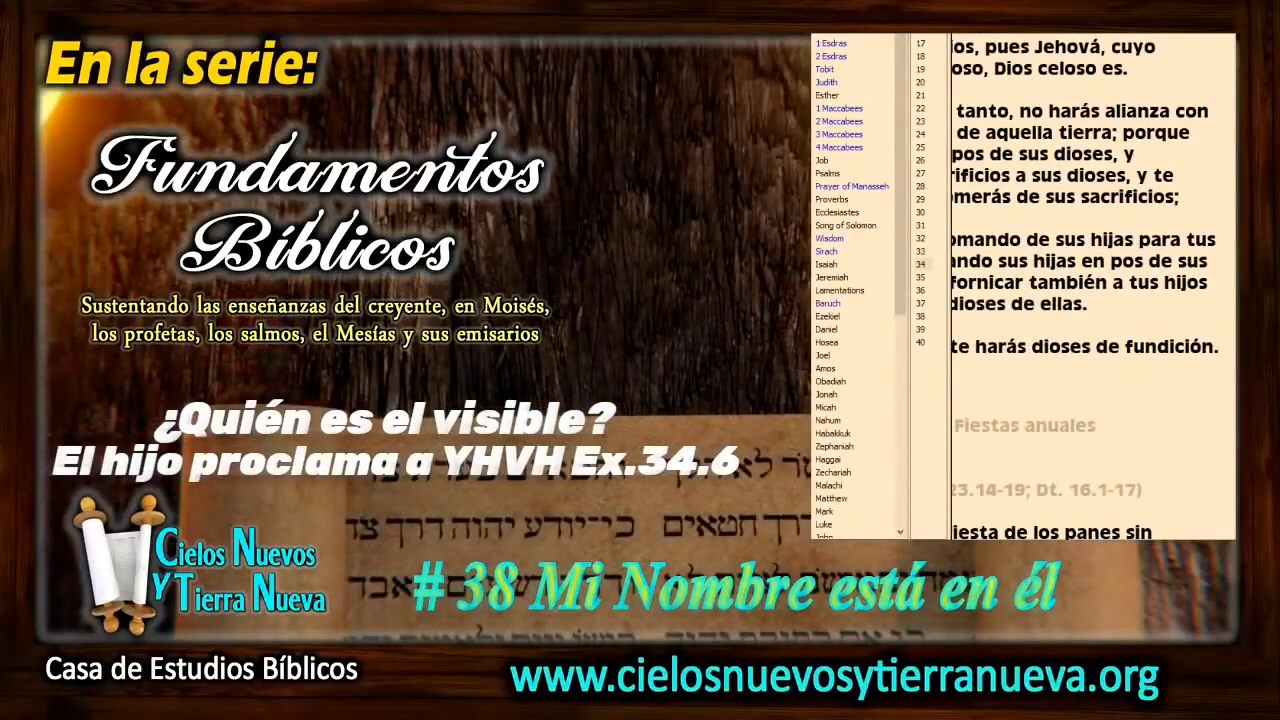 En la serie:
Fundamentos
Bíblicos
Sustentando las enseñanzas del creyente, en Moisés,
los profetas, los salmos, el Mesías y sus emisarios
¿Quién es el visible?
El hijo proclama a YHVH Ex.34.6
Cielos Nuevos
Y Tierra Nueva
# 38 Mi Nombre está en él
Casa de Estudios Bíblicos
www.cielosnuevosytierranueva.org
דרך חטאים כי־יודע יהוה דרך צד
1 Esdras
2 Esdras
Tobit
Judith
Esther
1 Maccabees
2 Maccabees
3 Maccabees
4 Maccabees
Job
Psalms
Prayer of Manasseh
Proverbs
Ecclesiastes
Song of Solomon
Wisdom
Sirach
Isaiah
Jeremiah
Lamentations
Baruch
Ezekiel
Daniel
Hosea
Joel
Amos
Obadiah
Jonah
Micah
Nahum
Habakkuk
Zephaniah
Haggai
Zechariah
Malachi
Matthew
Mark
Luke
John
17
18
19
20
21
22
23
24
25
26
27
28
29
30
31
32
33
34
35
36
37
38
39
40
ios, pues Jehová, cuyo
oso, Dios celoso es.
tanto, no harás alianza con
de aquella tierra; porque
pos de sus dioses, y
rificios a sus dioses, y te
omerás de sus sacrificios;
omando de sus hijas para tus
ando sus hijas en pos de sus
fornicar también a tus hijos
dioses de ellas.
te harás dioses de fundición.
Fiestas anuales
23.14-19; Dt. 16.1-17)
iesta de los panes sin